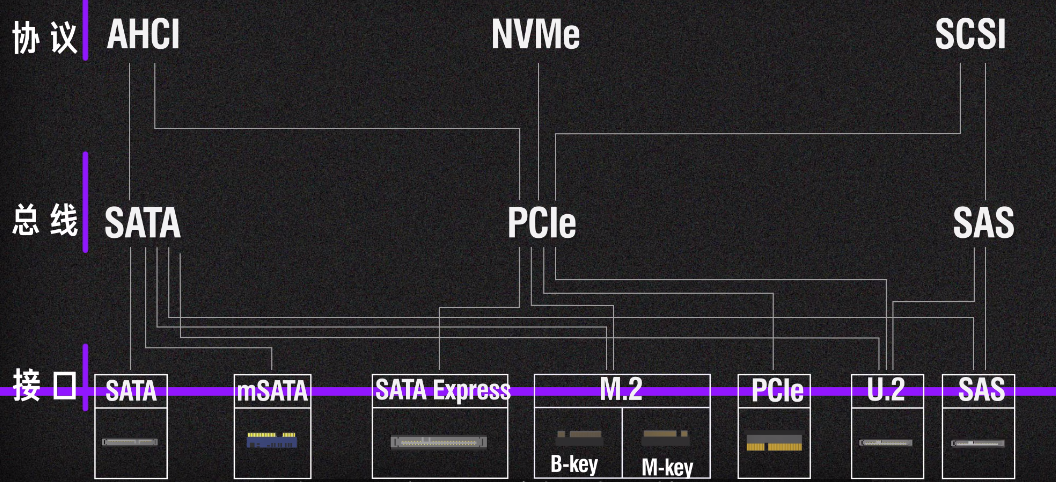 协议 AHCI NVMe SCSI
总线 SATA PCIe SAS
接口 SATA mSATA SATA Express M.2 PCIe U.2 SAS
B-key M-key